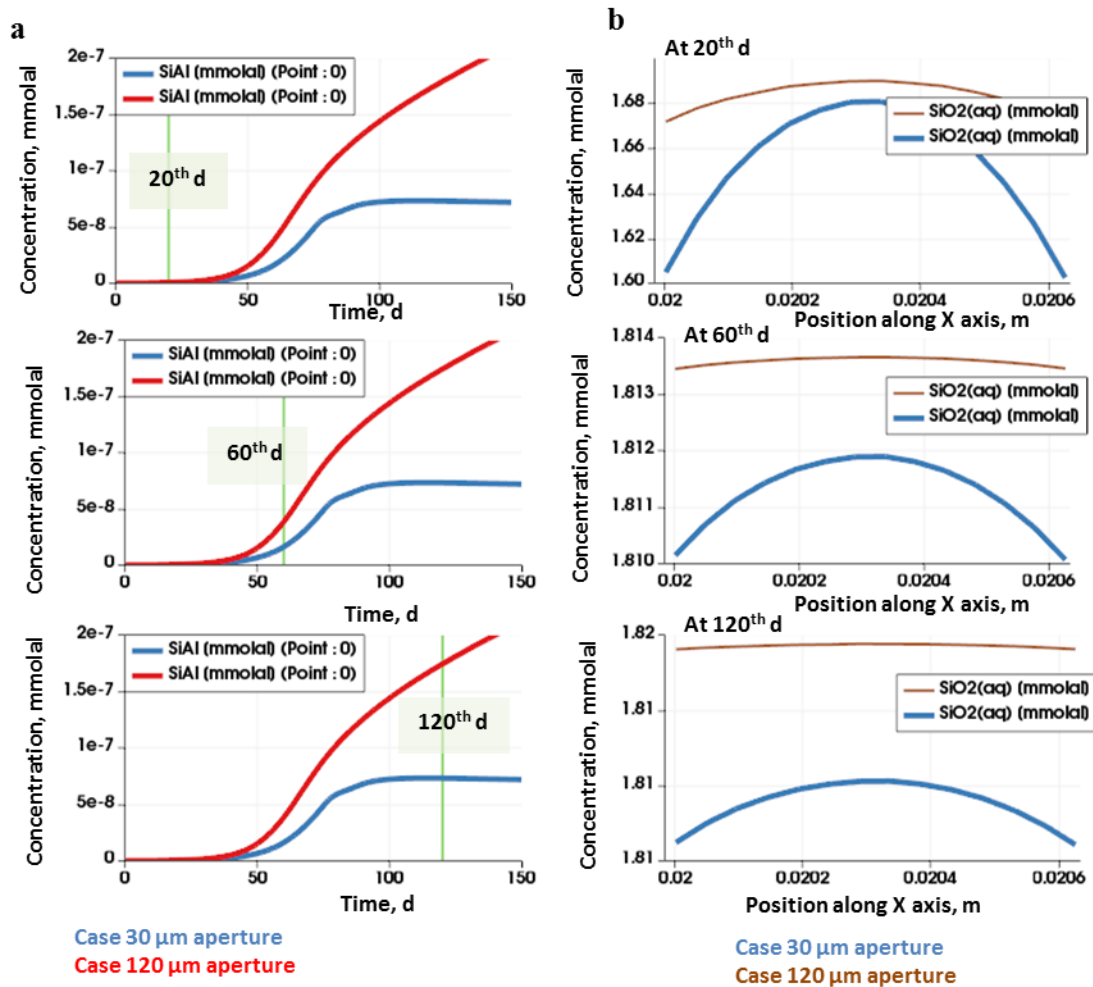 a
Concentration, mmolal
2e-7
1.5e-7
1e-7
5e-8
0
SiAl (mmolal) (Point : 0)
SiAl (mmolal) (Point : 0)
20th d
0
50
100
150
Time, d
b
At 20th d
Concentration, mmolal
1.68
1.66
1.64
1.62
1.60
SiO2(aq) (mmolal)
SiO2(aq) (mmolal)
0.02
0.0202
0.0204
0.0206
Position along X axis, m
Concentration, mmolal
2e-7
1.5e-7
1e-7
5e-8
0
SiAl (mmolal) (Point : 0)
SiAl (mmolal) (Point : 0)
60th d
0
50
100
150
Time, d
At 60th d
Concentration, mmolal
1.814
1.813
1.812
1.811
1.810
SiO2(aq) (mmolal)
SiO2(aq) (mmolal)
0.02
0.0202
0.0204
0.0206
Position along X axis, m
Concentration, mmolal
2e-7
1.5e-7
1e-7
5e-8
0
SiAl (mmolal) (Point : 0)
SiAl (mmolal) (Point : 0)
120th d
0
50
100
150
Time, d
At 120th d
Concentration, mmolal
1.82
1.81
1.81
1.81
SiO2(aq) (mmolal)
SiO2(aq) (mmolal)
0.02
0.0202
0.0204
0.0206
Position along X axis, m
Case 30 µm aperture
Case 120 µm aperture
Case 30 µm aperture
Case 120 µm aperture